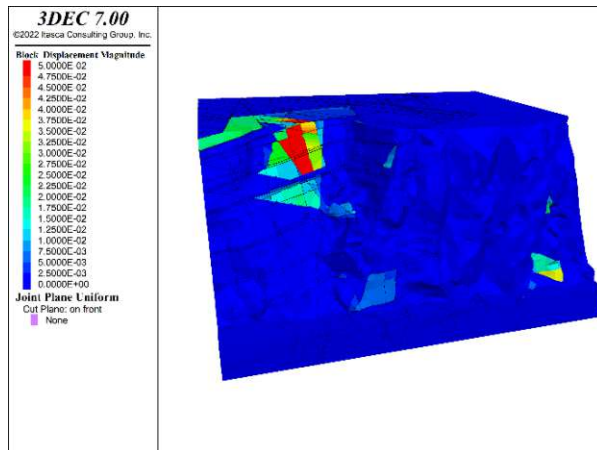 3DEC 7.00
©2022 Itasca Consulting Group, Inc.
Block Displacement Magnitude
5.0000E-02
4.7500E-02
4.5000E-02
4.2500E-02
4.0000E-02
3.7500E-02
3.5000E-02
3.2500E-02
3.0000E-02
2.7500E-02
2.5000E-02
2.2500E-02
2.0000E-02
1.7500E-02
1.5000E-02
1.2500E-02
1.0000E-02
7.5000E-03
5.0000E-03
2.5000E-03
0.0000E+00
Joint Plane Uniform
Cut Plane: on front
None